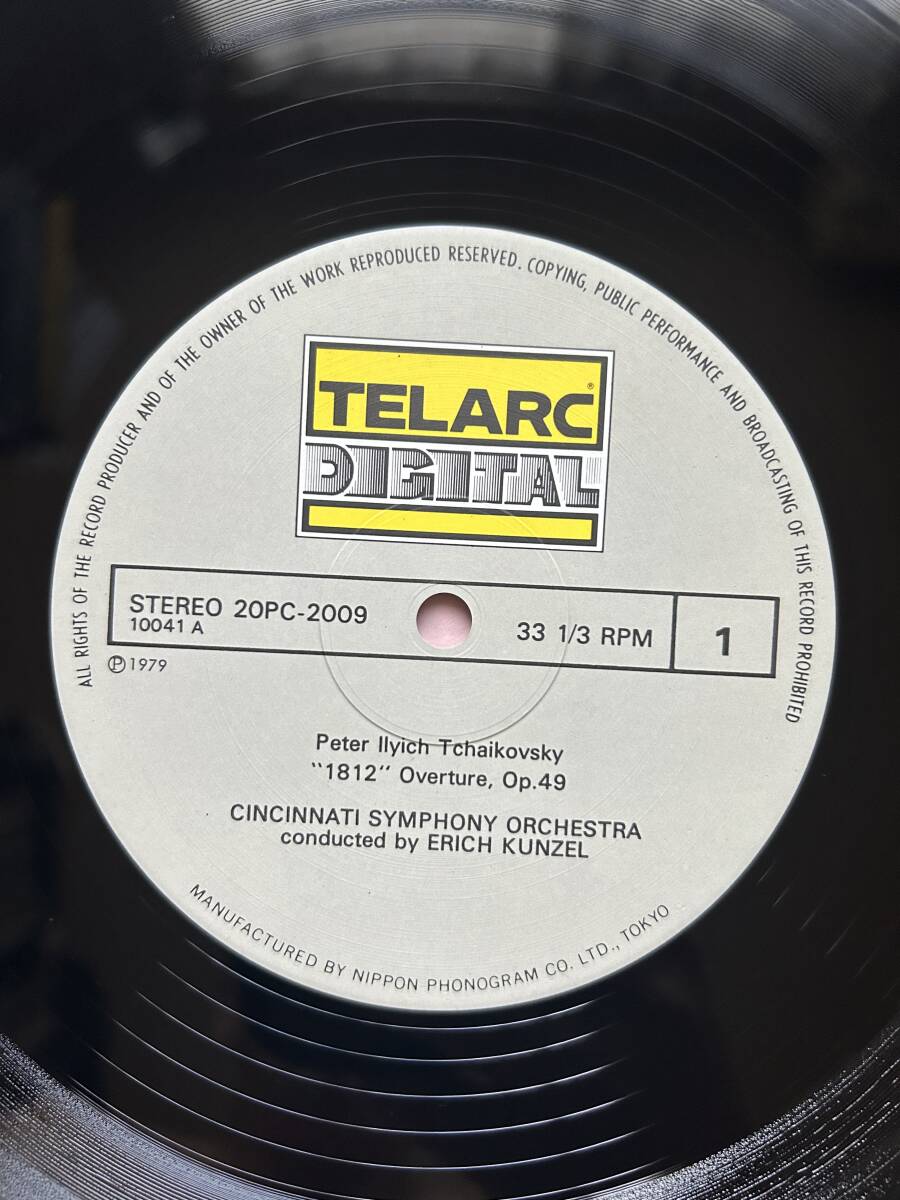 ALL RIGHTS OF THE RECORD PRODUCER AND OF THE OWNER OF THE WORK REPRODUCED RESERVED. COPYING, PUBLIC PERFORMANCE AND BROADCASTING OF THIS RECORD PROHIBITED
TELARC®
DIGITAL
STEREO 20PC-2009
10041 A
33 1/3 RPM
1
℗1979
Peter Ilyich Tchaikovsky
"1812" Overture, Op.49
CINCINNATI SYMPHONY ORCHESTRA
conducted by ERICH KUNZEL
MANUFACTURED BY NIPPON PHONOGRAM CO. LTD., TOKYO